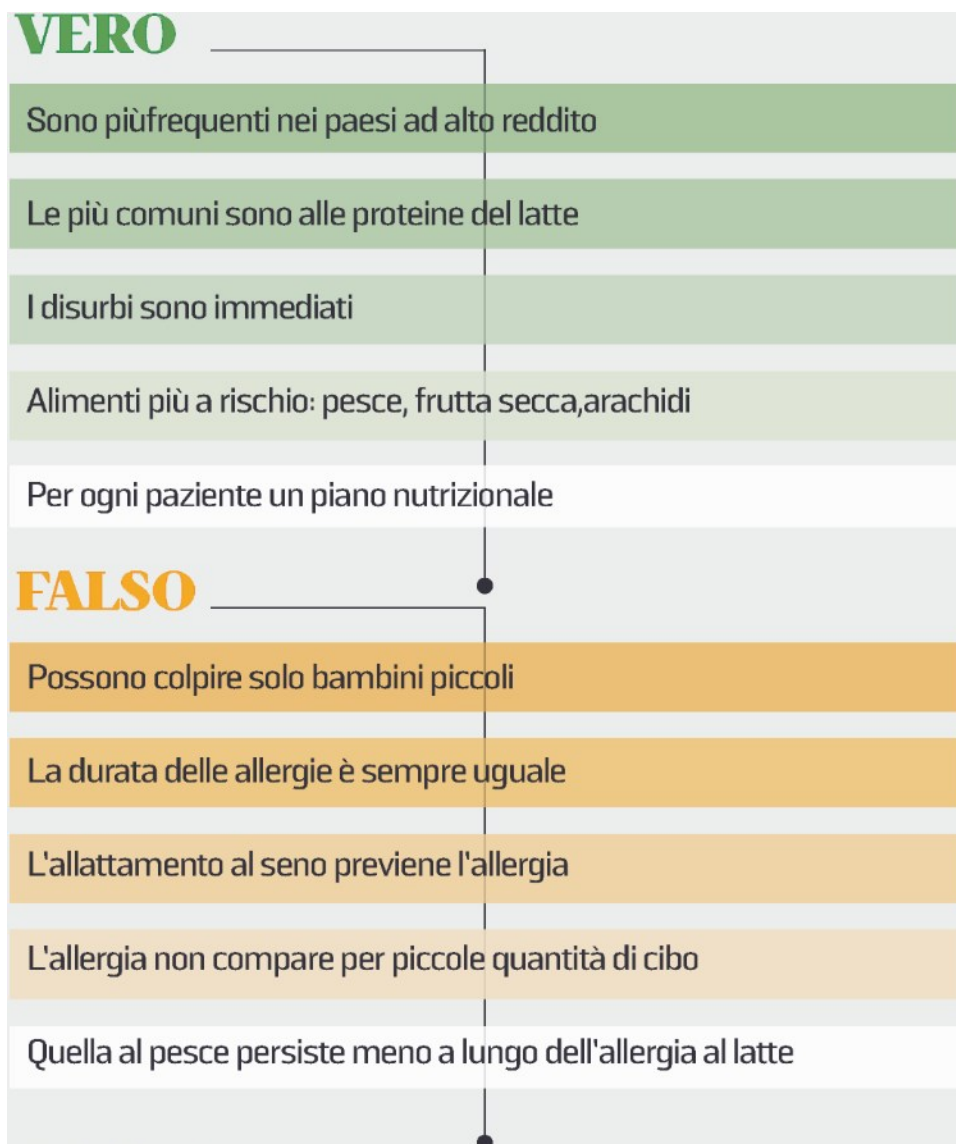 VERO
Sono piùfrequenti nei paesi ad alto reddito
Le più comuni sono alle proteine del latte
I disurbi sono immediati
Alimenti più a rischio: pesce, frutta secca,arachidi
Per ogni paziente un piano nutrizionale
FALSO
Possono colpire solo bambini piccoli
La durata delle allergie è sempre uguale
L'allattamento al seno previene l'allergia
L'allergia non compare per piccole quantità di cibo
Quella al pesce persiste meno a lungo dell'allergia al latte